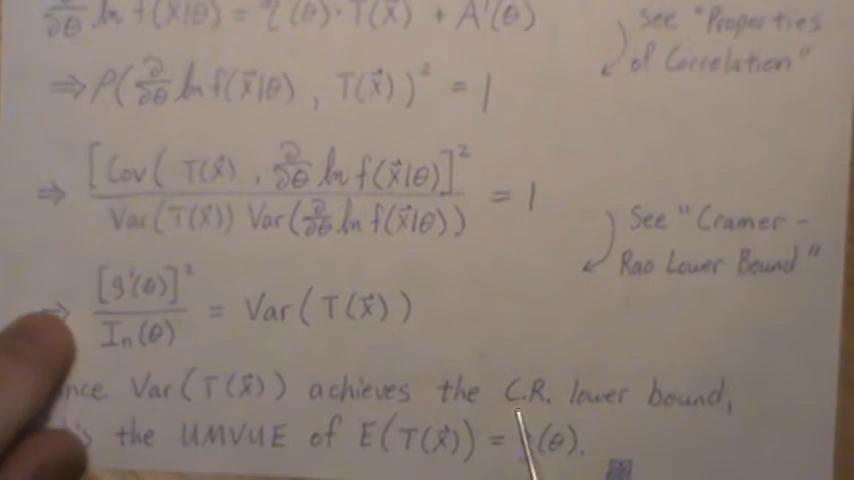 ∂/∂θ ln f(x⃗|θ) = η'(θ)·T(x⃗) + A'(θ)
see "Properties
of Correlation"
⇒ ρ(∂/∂θ ln f(x⃗|θ), T(x⃗))² = 1
⇒ [Cov(T(x⃗), ∂/∂θ ln f(x⃗|θ)]² / Var(T(x⃗)) Var(∂/∂θ ln f(x⃗|θ)) = 1
See "Cramer-
Rao Lower Bound"
⇒ [g'(θ)]² / Iₙ(θ) = Var(T(x⃗))
Var(T(x⃗)) achieves the C.R. lower bound,
the UMVUE of E(T(x⃗)) = (θ).